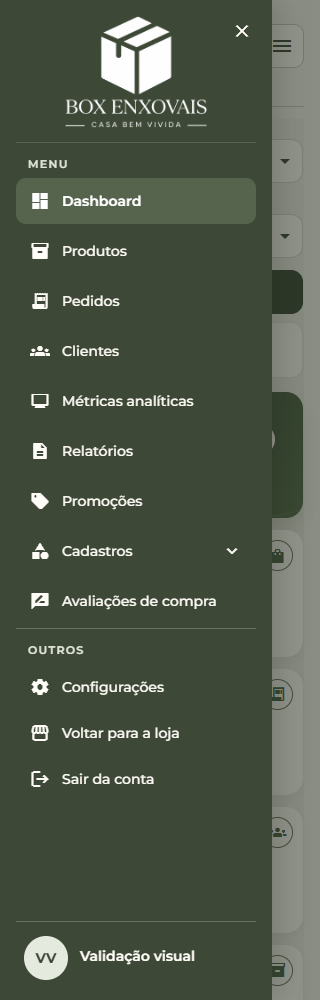 BOX ENXOVAIS
CASA BEM VIVIDA
MENU
Dashboard
Produtos
Pedidos
Clientes
Métricas analíticas
Relatórios
Promoções
Cadastros
Avaliações de compra
OUTROS
Configurações
Voltar para a loja
Sair da conta
VV
Validação visual